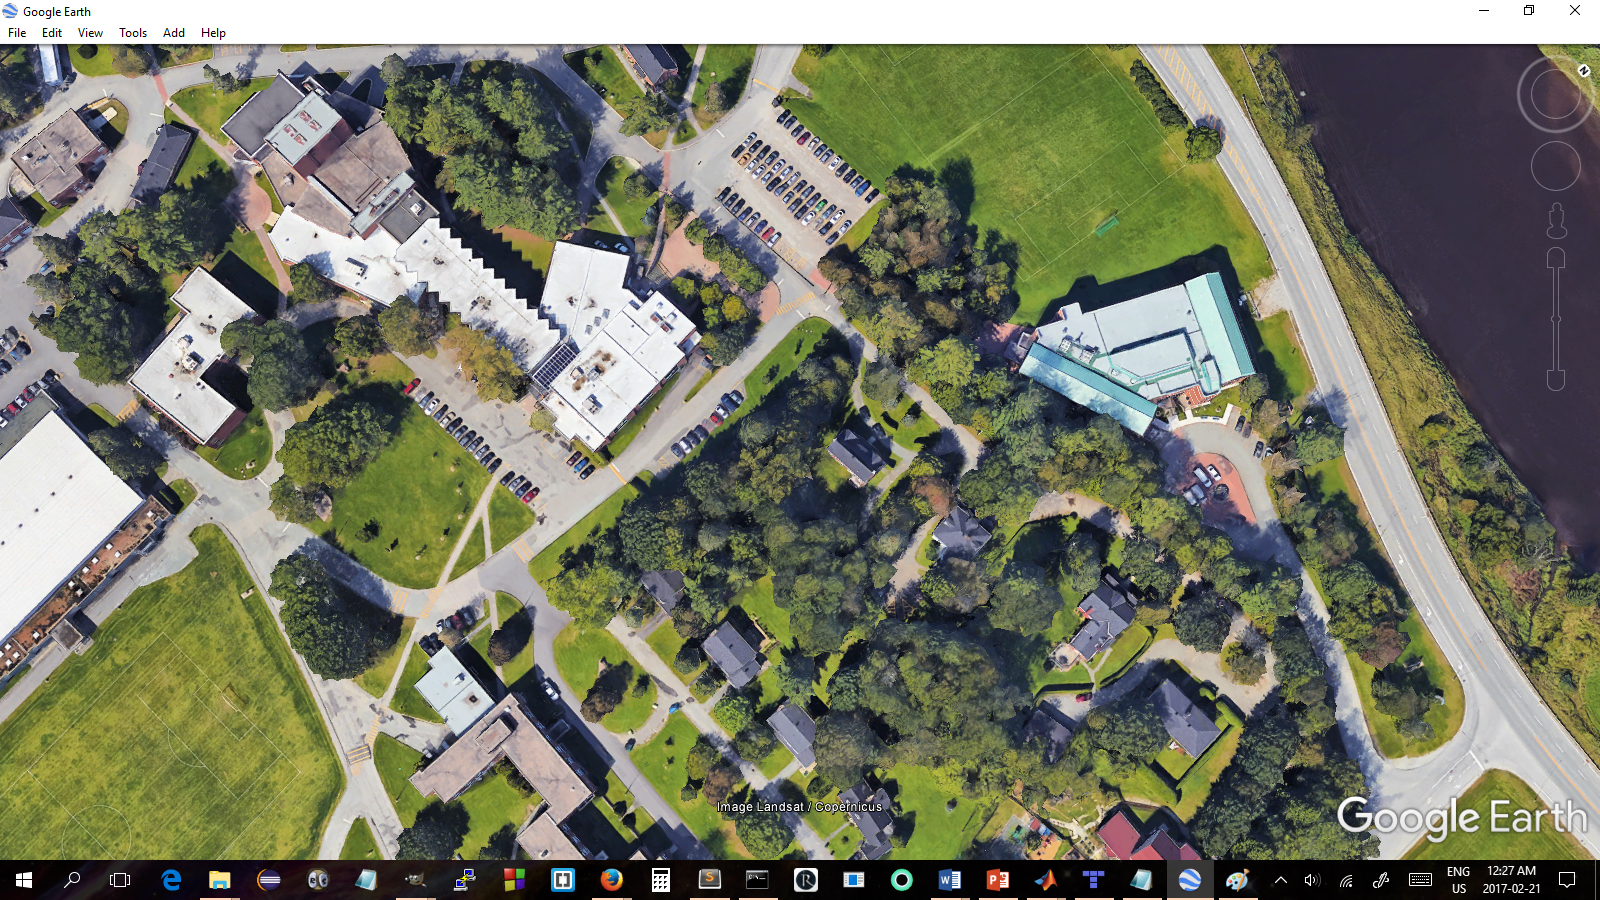 Google Earth
File Edit View Tools Add Help
N
Image Landsat / Copernicus
Google Earth
ENG
US
12:27 AM
2017-02-21